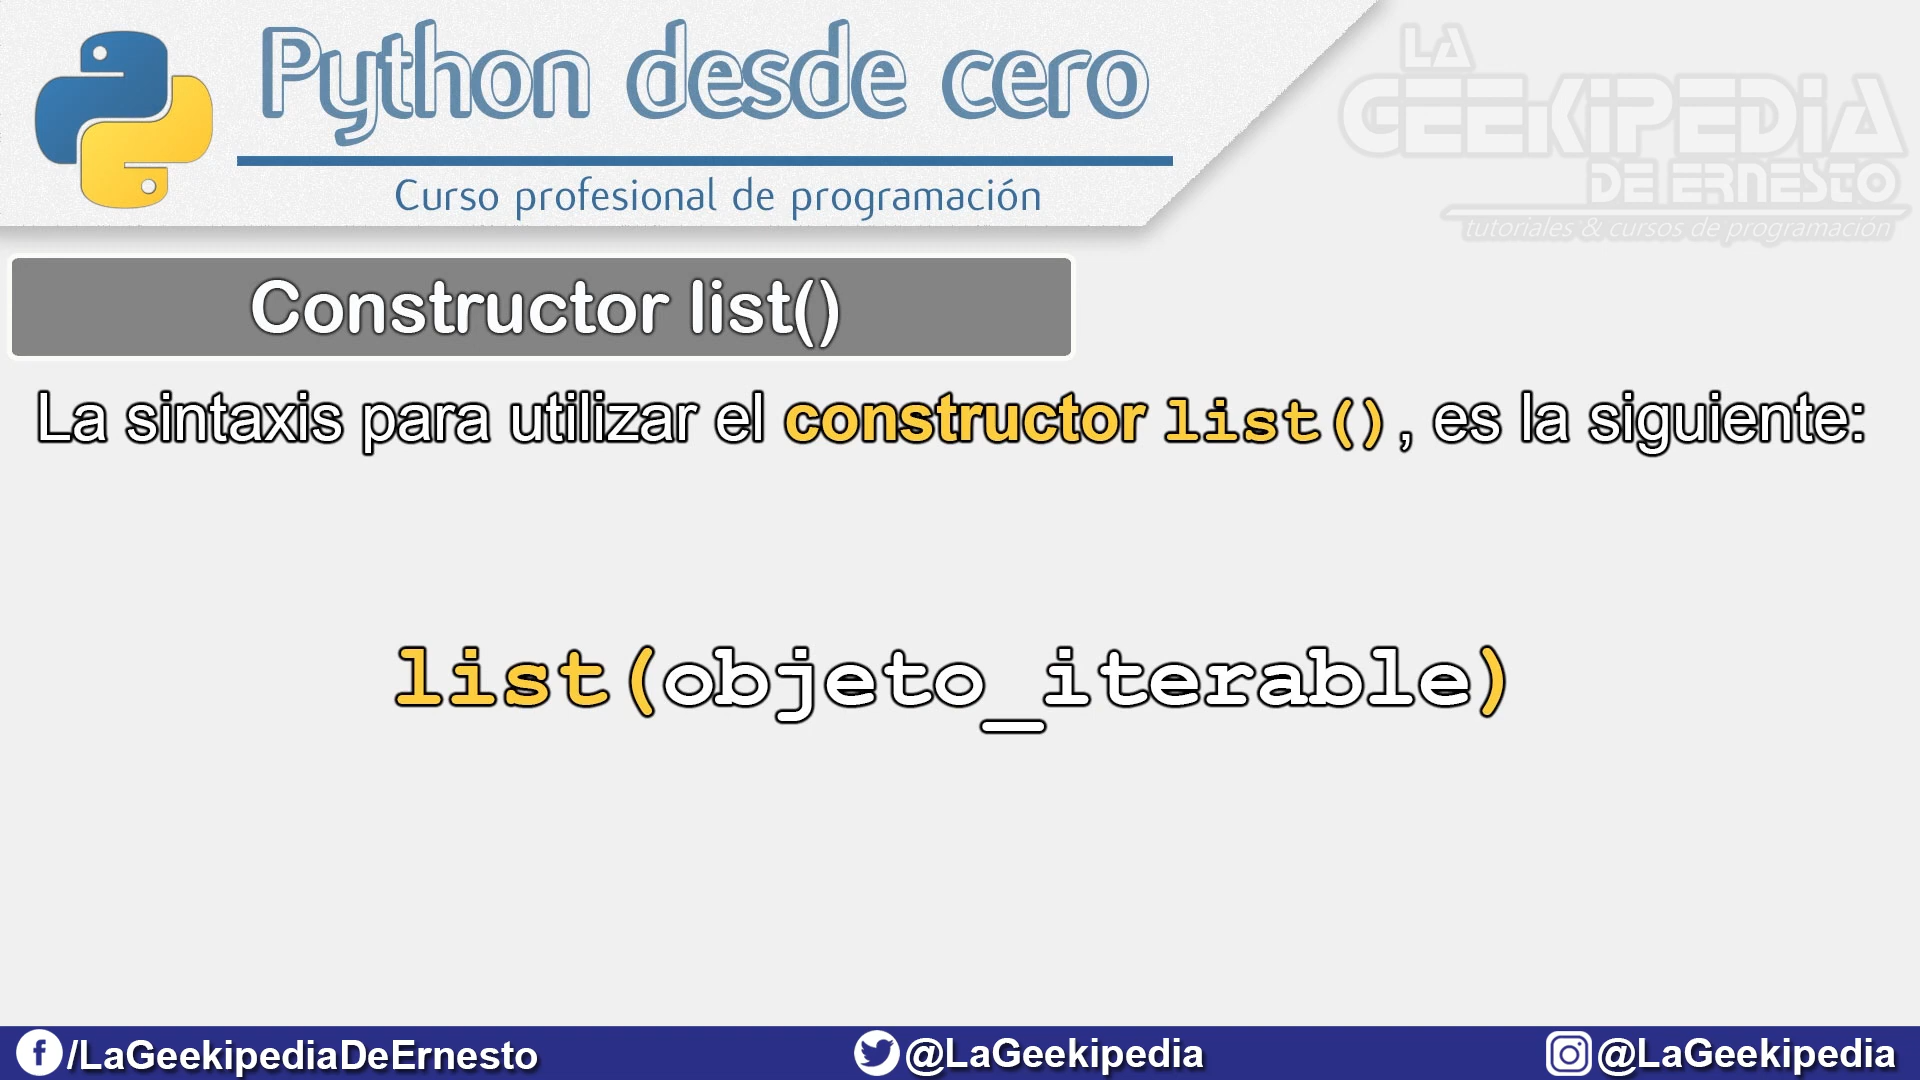 Python desde cero
Curso profesional de programación
LA
GEEKIPEDIA
DE ERNESTO
tutoriales & cursos de programación
Constructor list()
La sintaxis para utilizar el constructor list(), es la siguiente:
list(objeto_iterable)
/LaGeekipediaDeErnesto
@LaGeekipedia
@LaGeekipedia